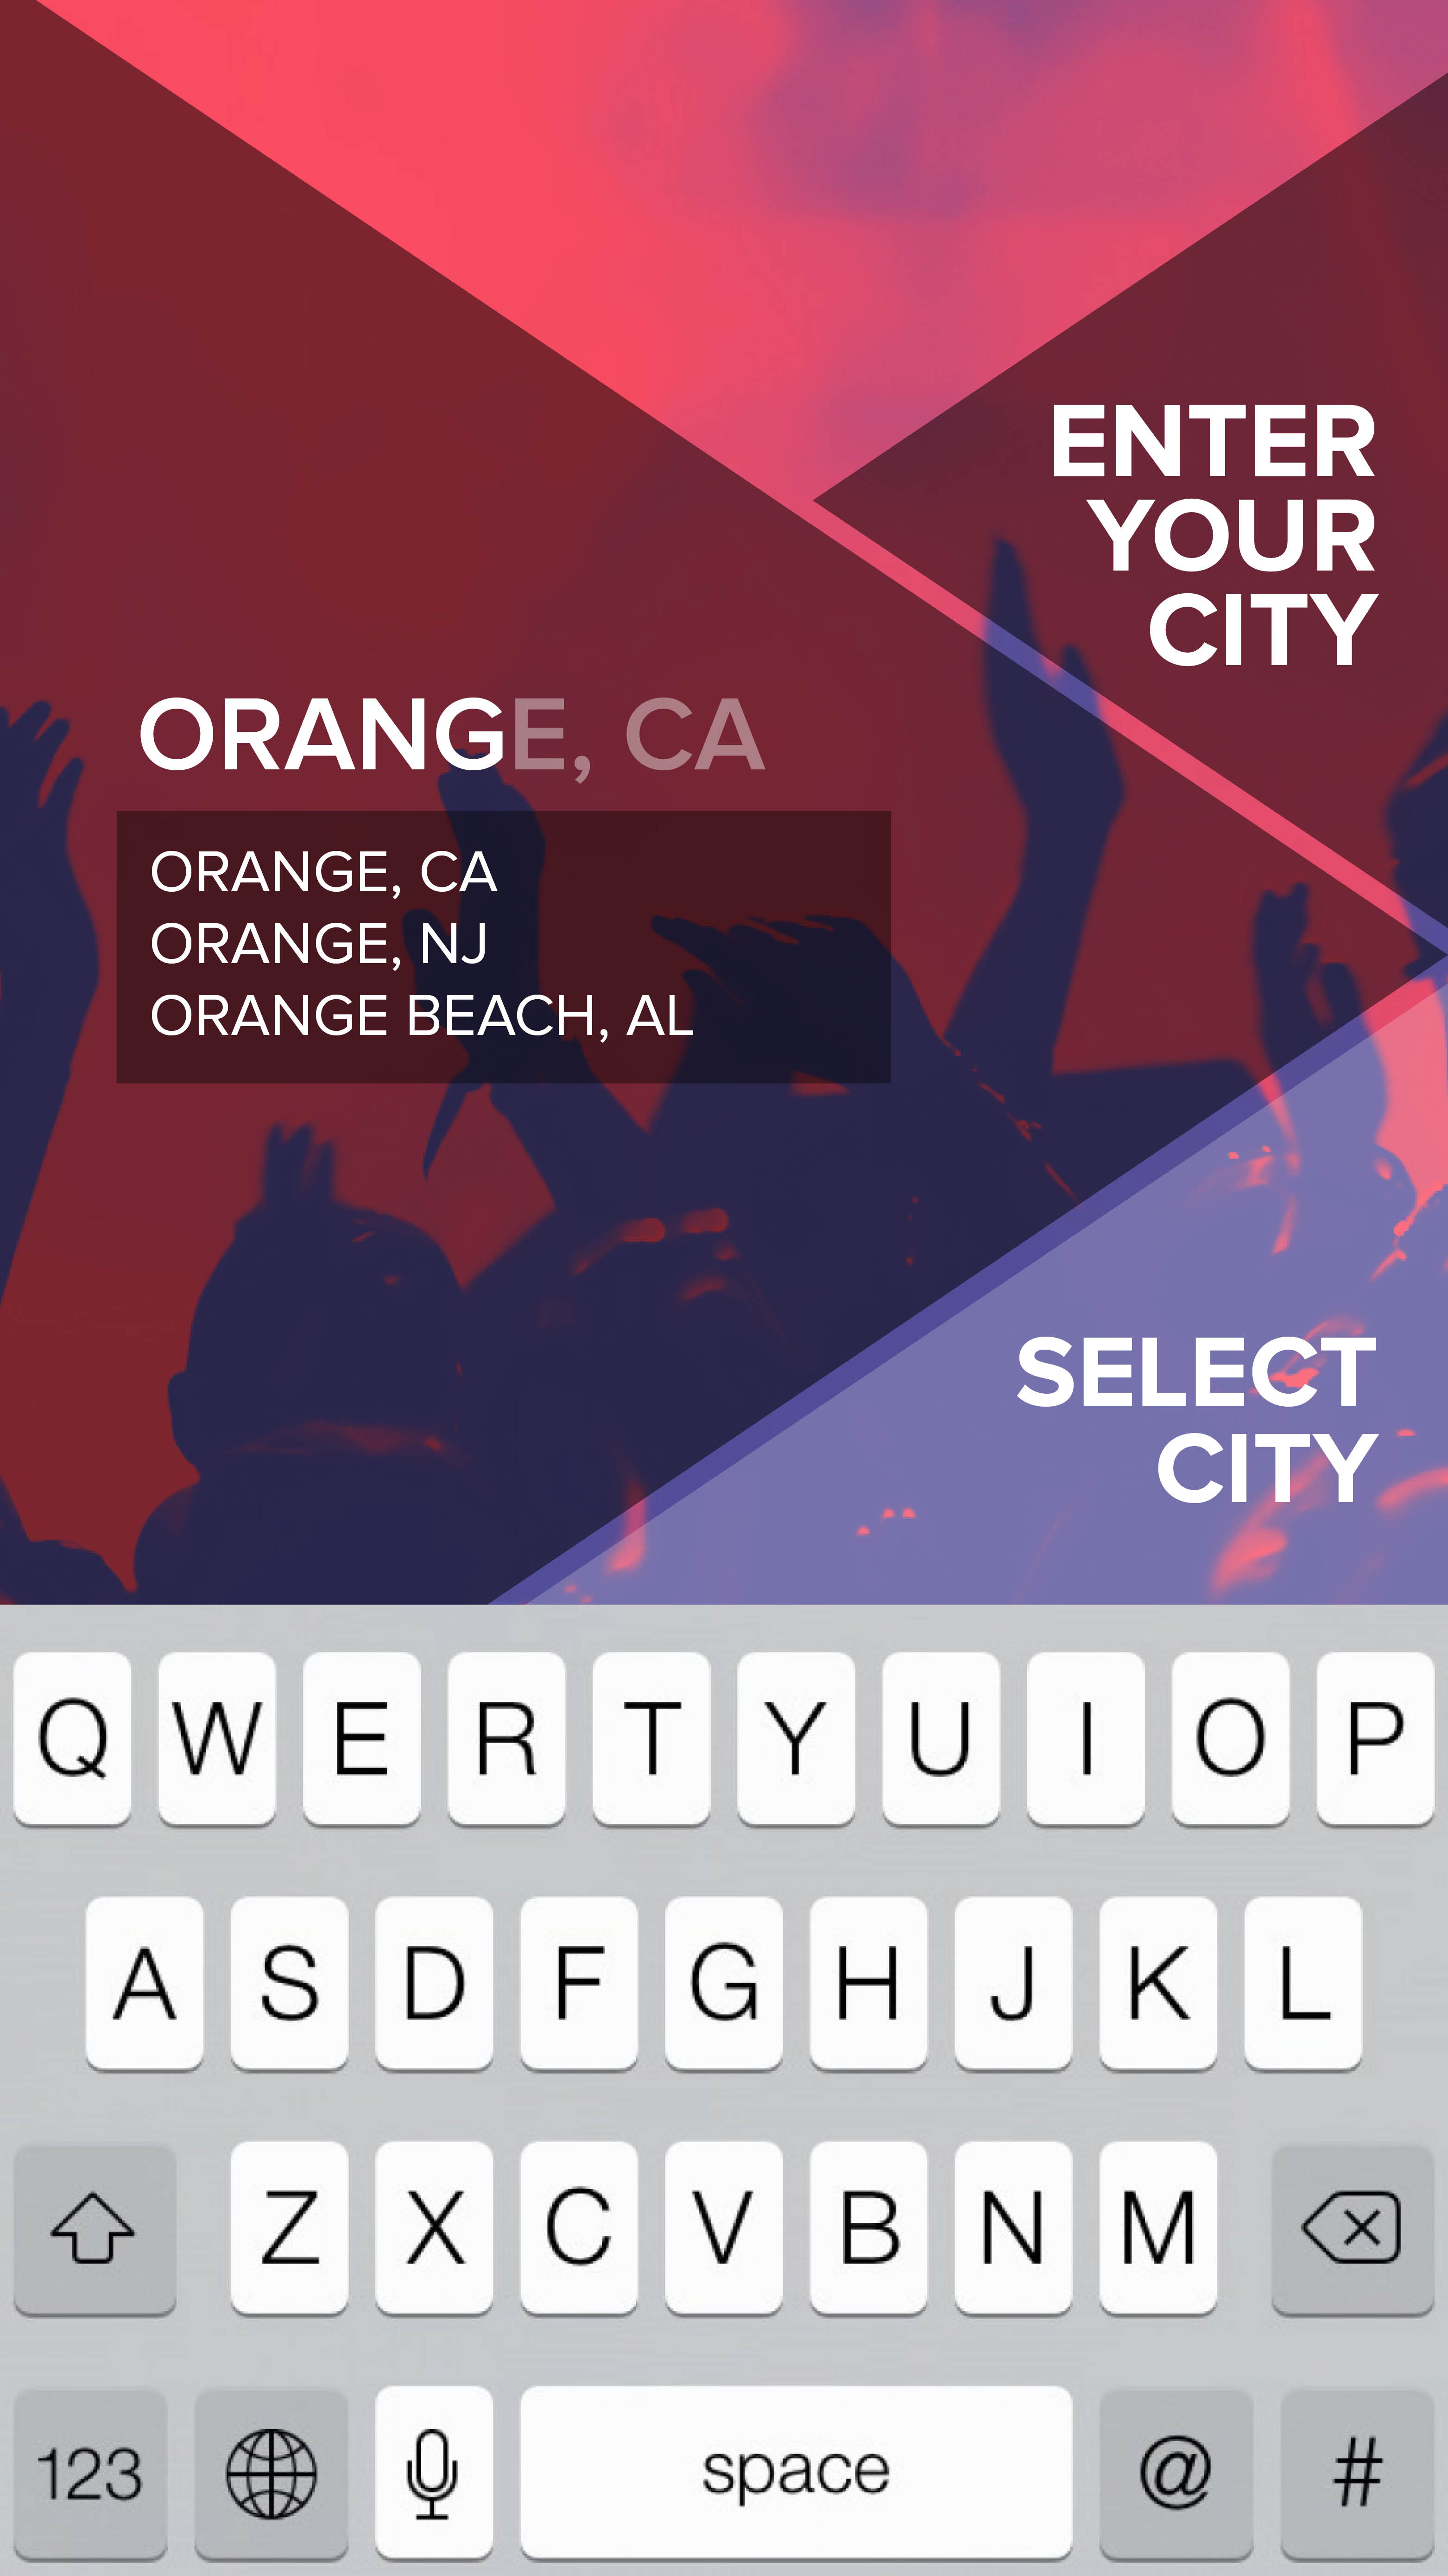 ENTER
YOUR
CITY
ORANGE, CA
ORANGE, CA
ORANGE, NJ
ORANGE BEACH, AL
SELECT
CITY
Q W E R T Y U I O P
A S D F G H J K L
Z X C V B N M
123 space @ #